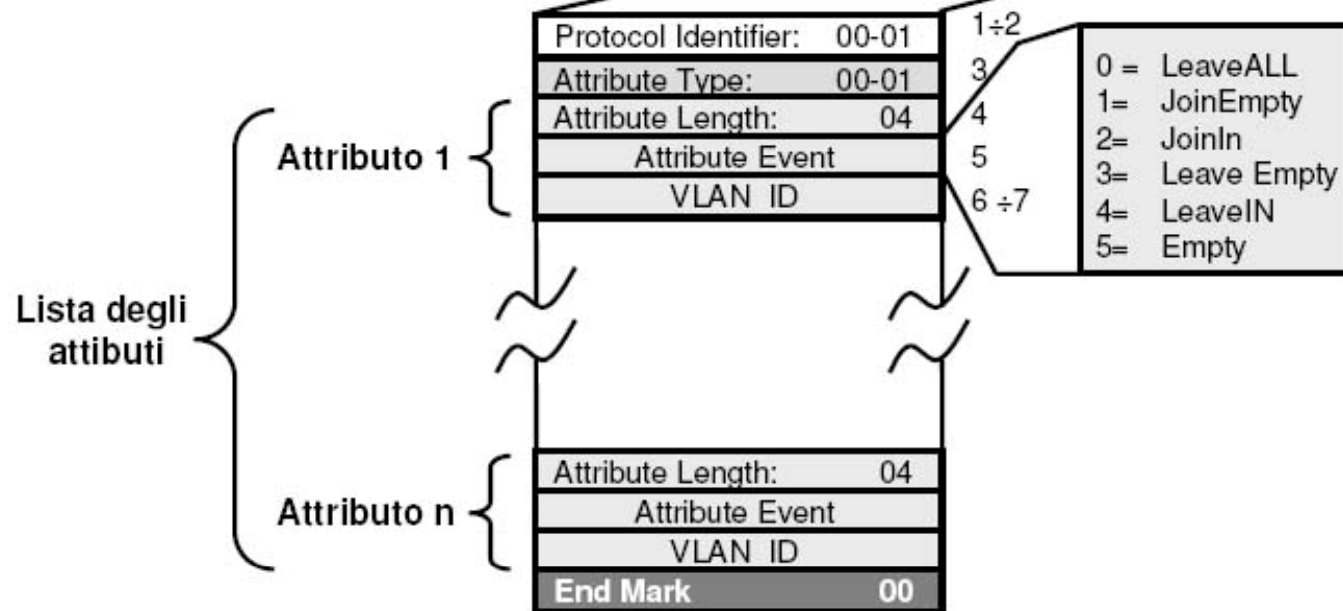 Protocol Identifier: 00-01
Attribute Type: 00-01
Attribute Length: 04
Attribute Event
VLAN ID
1÷2
3
4
5
6 ÷7
0 = LeaveALL
1= JoinEmpty
2= JoinIn
3= Leave Empty
4= LeaveIN
5= Empty
Attributo 1
Lista degli
attibuti
Attributo n
Attribute Length: 04
Attribute Event
VLAN ID
End Mark 00